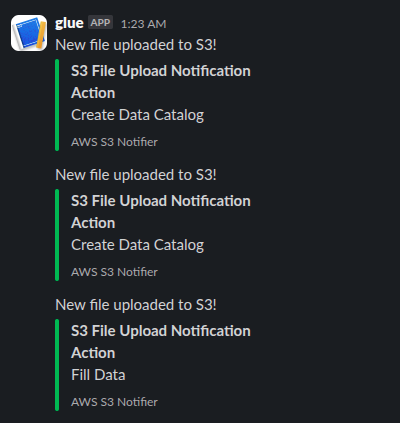 glue APP 1:23 AM
New file uploaded to S3!
S3 File Upload Notification
Action
Create Data Catalog
AWS S3 Notifier
New file uploaded to S3!
S3 File Upload Notification
Action
Create Data Catalog
AWS S3 Notifier
New file uploaded to S3!
S3 File Upload Notification
Action
Fill Data
AWS S3 Notifier